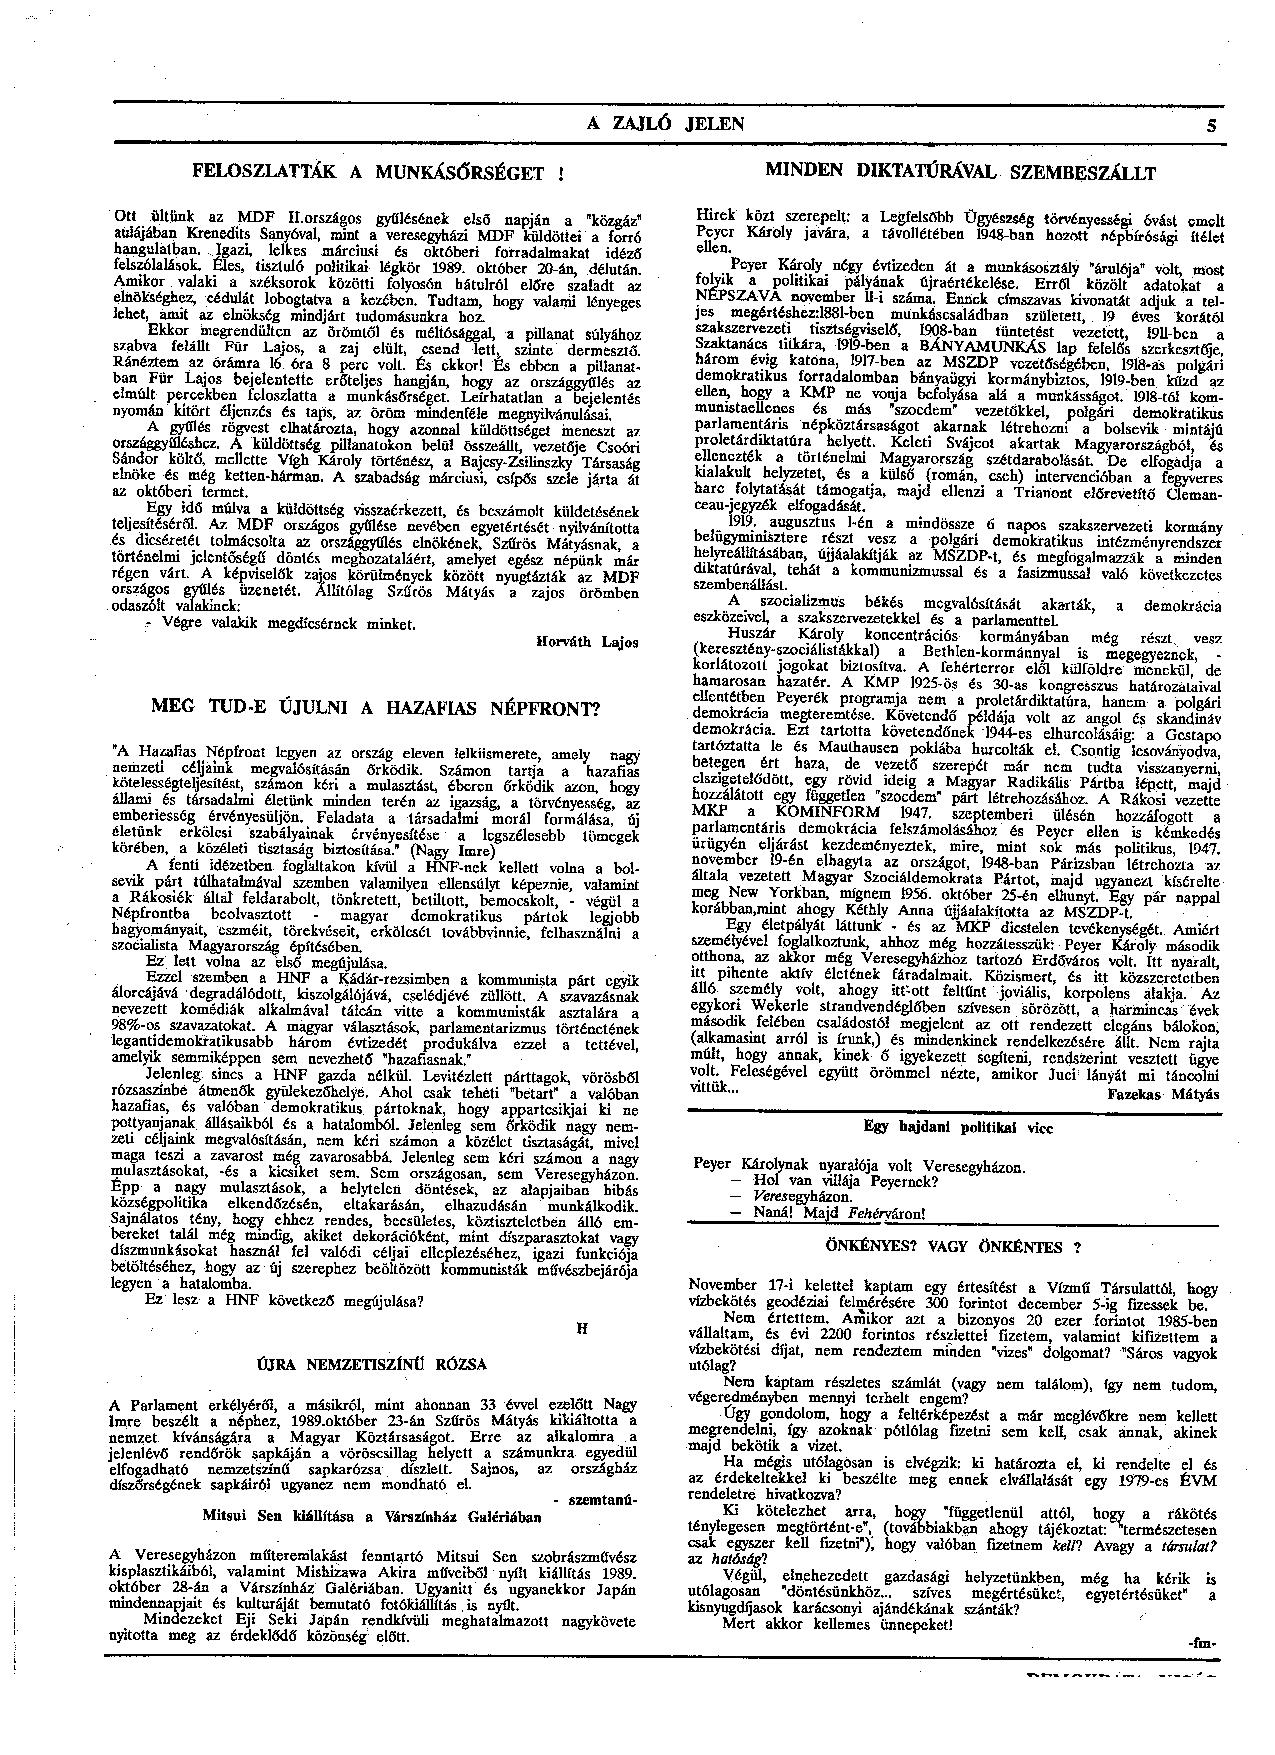 A ZAJLÓ JELEN 5
FELOSZLATTÁK A MUNKÁSŐRSÉGET !
Ott ültünk az MDF II.országos gyűlésének első napján a "közgáz"
aulájában Krenedits Sanyóval, mint a veresegyházi MDF küldöttei a forró
hangulatban. Igazi, lelkes márciusi és októberi forradalmakat idéző
felszólalások. Éles, tisztuló politikai légkör 1989. október 20-án, délután.
Amikor valaki a széksorok közötti folyosón hátulról előre szaladt az
elnökséghez, cédulát lobogtatva a kezében. Tudtam, hogy valami lényeges
lehet, amit az elnökség mindjárt tudomásunkra hoz.
Ekkor megrendülten az örömtől és méltósággal, a pillanat súlyához
szabva felállt Für Lajos, a zaj elült, csend lett, szinte dermesztő.
Ránéztem az órámra 16 óra 8 perc volt. És ekkor! És ebben a pillanat-
ban Für Lajos bejelentette erőteljes hangján, hogy az országgyűlés az
elmúlt percekben feloszlatta a munkásőrséget. Leírhatatlan a bejelentés
nyomán kitört éljenzés és taps, az öröm mindenféle megnyilvánulásai.
A gyűlés rögvest elhatározta, hogy azonnal küldöttséget meneszt az
országgyűléshez. A küldöttség pillanatokon belül összeállt, vezetője Csoóri
Sándor költő, mellette Vígh Károly történész, a Bajcsy-Zsilinszky Társaság
elnöke és még ketten-hárman. A szabadság márciusi, csípős szele járta át
az októberi termet.
Egy idő múlva a küldöttség visszaérkezett, és beszámolt küldetésének
teljesítéséről. Az MDF országos gyűlése nevében egyetértését nyilvánította
és dicséretét tolmácsolta az országgyűlés elnökének, Szűrös Mátyásnak, a
történelmi jelentőségű döntés meghozataláért, amelyet egész népünk már
régen várt. A képviselők zajos körülmények között nyugtázták az MDF
országos gyűlés üzenetét. Állítólag Szűrös Mátyás a zajos örömben
odaszólt valakinek:
- Végre valakik megdicsérnek minket.
Horváth Lajos
MEG TUD-E ÚJULNI A HAZAFIAS NÉPFRONT?
"A Hazafias Népfront legyen az ország eleven lelkiismerete, amely nagy
nemzeti céljaink megvalósításán őrködik. Számon tartja a hazafias
kötelességteljesítést, számon kéri a mulasztást, éberen őrködik azon, hogy
állami és társadalmi életünk minden terén az igazság, a törvényesség, az
emberiesség érvényesüljön. Feladata a társadalmi morál formálása, új
életünk erkölcsi szabályainak érvényesítése a legszélesebb tömegek
körében, a közéleti tisztaság biztosítása." (Nagy Imre)
A fenti idézetben foglaltakon kívül a HNF-nek kellett volna a bol-
sevik párt túlhatalmával szemben valamilyen ellensúlyt képeznie, valamint
a Rákosiék által feldarabolt, tönkretett, betiltott, bemocskolt, - végül a
Népfrontba beolvasztott - magyar demokratikus pártok legjobb
hagyományait, eszméit, törekvéseit, erkölcsét továbbvinnie, felhasználni a
szocialista Magyarország építésében.
Ez lett volna az első megújulása.
Ezzel szemben a HNF a Kádár-rezsimben a kommunista párt egyik
álorcájává degradálódott, kiszolgálójává, cselédjévé züllött. A szavazásnak
nevezett komédiák alkalmával tálcán vitte a kommunisták asztalára a
98%-os szavazatokat. A magyar választások, parlamentarizmus történetének
legantidemokratikusabb három évtizedét produkálva ezzel a tettével,
amelyik semmiképpen sem nevezhető "hazafiasnak."
Jelenleg sincs a HNF gazda nélkül. Levitézlett párttagok, vörösből
rózsaszínbe átmenők gyülekezőhelye. Ahol csak teheti "betart" a valóban
hazafias, és valóban demokratikus pártoknak, hogy appartcsikjai ki ne
pottyanjanak állásaikból és a hatalomból. Jelenleg sem őrködik nagy nem-
zeti céljaink megvalósításán, nem kéri számon a közélet tisztaságát, mivel
maga teszi a zavarost még zavarosabbá. Jelenleg sem kéri számon a nagy
mulasztásokat, -és a kicsiket sem. Sem országosan, sem Veresegyházon.
Épp a nagy mulasztások, a helytelen döntések, az alapjaiban hibás
községpolitika elkendőzésén, eltakarásán, elhazudásán munkálkodik.
Sajnálatos tény, hogy ehhez rendes, becsületes, köztiszteletben álló em-
bereket talál még mindig, akiket dekorációként, mint díszparasztokat vagy
díszmunkásokat használ fel valódi céljai elleplezéséhez, igazi funkciója
betöltéséhez, hogy az új szerephez beöltözött kommunisták művészbejárója
legyen a hatalomba.
Ez lesz a HNF következő megújulása?
H
ÚJRA NEMZETISZÍNŰ RÓZSA
A Parlament erkélyéről, a másikról, mint ahonnan 33 évvel ezelőtt Nagy
Imre beszélt a néphez, 1989.október 23-án Szűrös Mátyás kikiáltotta a
nemzet kívánságára a Magyar Köztársaságot. Erre az alkalomra a
jelenlévő rendőrök sapkáján a vöröscsillag helyett a számunkra egyedül
elfogadható nemzetszínű sapkarózsa díszlett. Sajnos, az országház
díszőrségének sapkáiról ugyanez nem mondható el.
- szemtanú-
Mitsui Sen kiállítása a Várszínház Galériában
A Veresegyházon műteremlakást fenntartó Mitsui Sen szobrászművész
kisplasztikáiból, valamint Mishizawa Akira műveiből nyílt kiállítás 1989.
október 28-án a Várszínház Galériában. Ugyanitt és ugyanekkor Japán
mindennapjait és kultúráját bemutató fotókiállítás is nyílt.
Mindezeket Eji Seki Japán rendkívüli meghatalmazott nagykövete
nyitotta meg az érdeklődő közönség előtt.
MINDEN DIKTATÚRÁVAL SZEMBESZÁLLT
Hírek közt szerepelt: a Legfelsőbb Ügyészség törvényességi óvást emelt
Peyer Károly javára, a távollétében 1948-ban hozott népbírósági ítélet
ellen.
Peyer Károly négy évtizeden át a munkásosztály "árulója" volt, most
folyik a politikai pályának újraértékelése. Erről közölt adatokat a
NÉPSZAVA november 11-i száma. Ennek címszavas kivonatát adjuk a tel-
jes megértéshez:1881-ben munkáscsaládban született, 19 éves korától
szakszervezeti tisztségviselő, 1908-ban tüntetést vezetett, 1911-ben a
Szaktanács titkára, 1919-ben a BÁNYAMUNKÁS lap felelős szerkesztője,
három évig katona, 1917-ben az MSZDP vezetőségében, 1918-as polgári
demokratikus forradalomban bányaügyi kormánybiztos, 1919-ben küzd az
ellen, hogy a KMP ne vonja befolyása alá a munkásságot. 1918-tól kom-
munistaellenes és más "szocdem" vezetőkkel, polgári demokratikus
parlamentáris népköztársaságot akarnak létrehozni a bolsevik mintájú
proletárdiktatúra helyett. Keleti Svájcot akartak Magyarországból, és
ellenezték a történelmi Magyarország szétdarabolását. De elfogadja a
kialakult helyzetet, és a külső (román, cseh) intervencióban a fegyveres
harc folytatását támogatja, majd ellenzi a Trianont előrevetítő Cleman-
ceau-jegyzék elfogadását.
1919. augusztus 1-én a mindössze 6 napos szakszervezeti kormány
belügyminisztere részt vesz a polgári demokratikus intézményrendszer
helyreállításában, újjáalakítják az MSZDP-t, és megfogalmazzák a minden
diktatúrával, tehát a kommunizmussal és a fasizmussal való következetes
szembenállást.
A szocializmus békés megvalósítását akarták, a demokrácia
eszközeivel, a szakszervezetekkel és a parlamenttel.
Huszár Károly koncentrációs kormányában még részt vesz
(keresztény-szociálistákkal) a Bethlen-kormánnyal is megegyeznek, -
korlátozott jogokat biztosítva. A fehérterror elől külföldre menekül, de
hamarosan hazatér. A KMP 1925-ös és 30-as kongresszus határozataival
ellentétben Peyerék programja nem a proletárdiktatúra, hanem a polgári
demokrácia megteremtése. Követendő példája volt az angol és skandináv
demokrácia. Ezt tartotta követendőnek 1944-es elhurcolásáig: a Gestapo
tartóztatta le és Mauthausen poklába hurcolták el. Csontig lesoványodva,
betegen ért haza, de vezető szerepét már nem tudta visszanyerni,
elszigetelődött, egy rövid ideig a Magyar Radikális Pártba lépett, majd
hozzálátott egy független "szocdem" párt létrehozásához. A Rákosi vezette
MKP a KOMINFORM 1947. szeptemberi ülésén hozzáfogott a
parlamentáris demokrácia felszámolásához és Peyer ellen is kémkedés
ürügyén eljárást kezdeményeztek, mire, mint sok más politikus, 1947.
november 19-én elhagyta az országot, 1948-ban Párizsban létrehozta az
általa vezetett Magyar Szociáldemokrata Pártot, majd ugyanezt kísérelte
meg New Yorkban, mígnem 1956. október 25-én elhunyt. Egy pár nappal
korábban,mint ahogy Kéthly Anna újjáalakította az MSZDP-t.
Egy életpályát láttunk - és az MKP dicstelen tevékenységét. Amiért
személyével foglalkoztunk, ahhoz még hozzátesszük: Peyer Károly második
otthona, az akkor még Veresegyházhoz tartozó Erdőváros volt. Itt nyaralt,
itt pihente aktív életének fáradalmait. Közismert, és itt közszeretetben
álló személy volt, ahogy itt-ott feltűnt joviális, korpolens alakja. Az
egykori Wekerle strandvendéglőben szívesen sörözött, a harmincas évek
második felében családostól megjelent az ott rendezett elegáns bálokon;
(alkamasint arról is írunk,) és mindenkinek rendelkezésére állt. Nem rajta
múlt, hogy annak, kinek ő igyekezett segíteni, rendszerint vesztett ügye
volt. Feleségével együtt örömmel nézte, amikor Juci lányát mi táncolni
vittük...
Fazekas Mátyás
Egy hajdani politikai vicc
Peyer Károlynak nyaralója volt Veresegyházon.
— Hol van villája Peyernek?
— Veresegyházon.
— Naná! Majd Fehérváron!
ÖNKÉNYES? VAGY ÖNKÉNTES ?
November 17-i kelettel kaptam egy értesítést a Vízmű Társulattól, hogy
vízbekötés geodéziai felmérésére 300 forintot december 5-ig fizessek be.
Nem értettem. Amikor azt a bizonyos 20 ezer forintot 1985-ben
vállaltam, és évi 2200 forintos részlettel fizetem, valamint kifizettem a
vízbekötési díjat, nem rendeztem minden "vizes" dolgomat? "Sáros vagyok
utólag?
Nem kaptam részletes számlát (vagy nem találom), így nem tudom,
végeredményben mennyi terhelt engem?
Úgy gondolom, hogy a feltérképezést a már meglévőkre nem kellett
megrendelni, így azoknak pótlólag fizetni sem kell, csak annak, akinek
majd bekötik a vizet.
Ha mégis utólagosan is elvégzik: ki határozta el, ki rendelte el és
az érdekeltekkel ki beszélte meg ennek elvállalását egy 1979-es ÉVM
rendeletre hivatkozva?
Ki kötelezhet arra, hogy "függetlenül attól, hogy a rákötés
ténylegesen megtörtént-e", (továbbiakban ahogy tájékoztat: "természetesen
csak egyszer kell fizetni"), hogy valóban fizetnem kell? Avagy a társulat?
az hatóság?
Végül, elnehezedett gazdasági helyzetünkben, még ha kérik is
utólagosan "döntésünkhöz... szíves megértésüket, egyetértésüket" a
kisnyugdíjasok karácsonyi ajándékának szánták?
Mert akkor kellemes ünnepeket!
-fm-